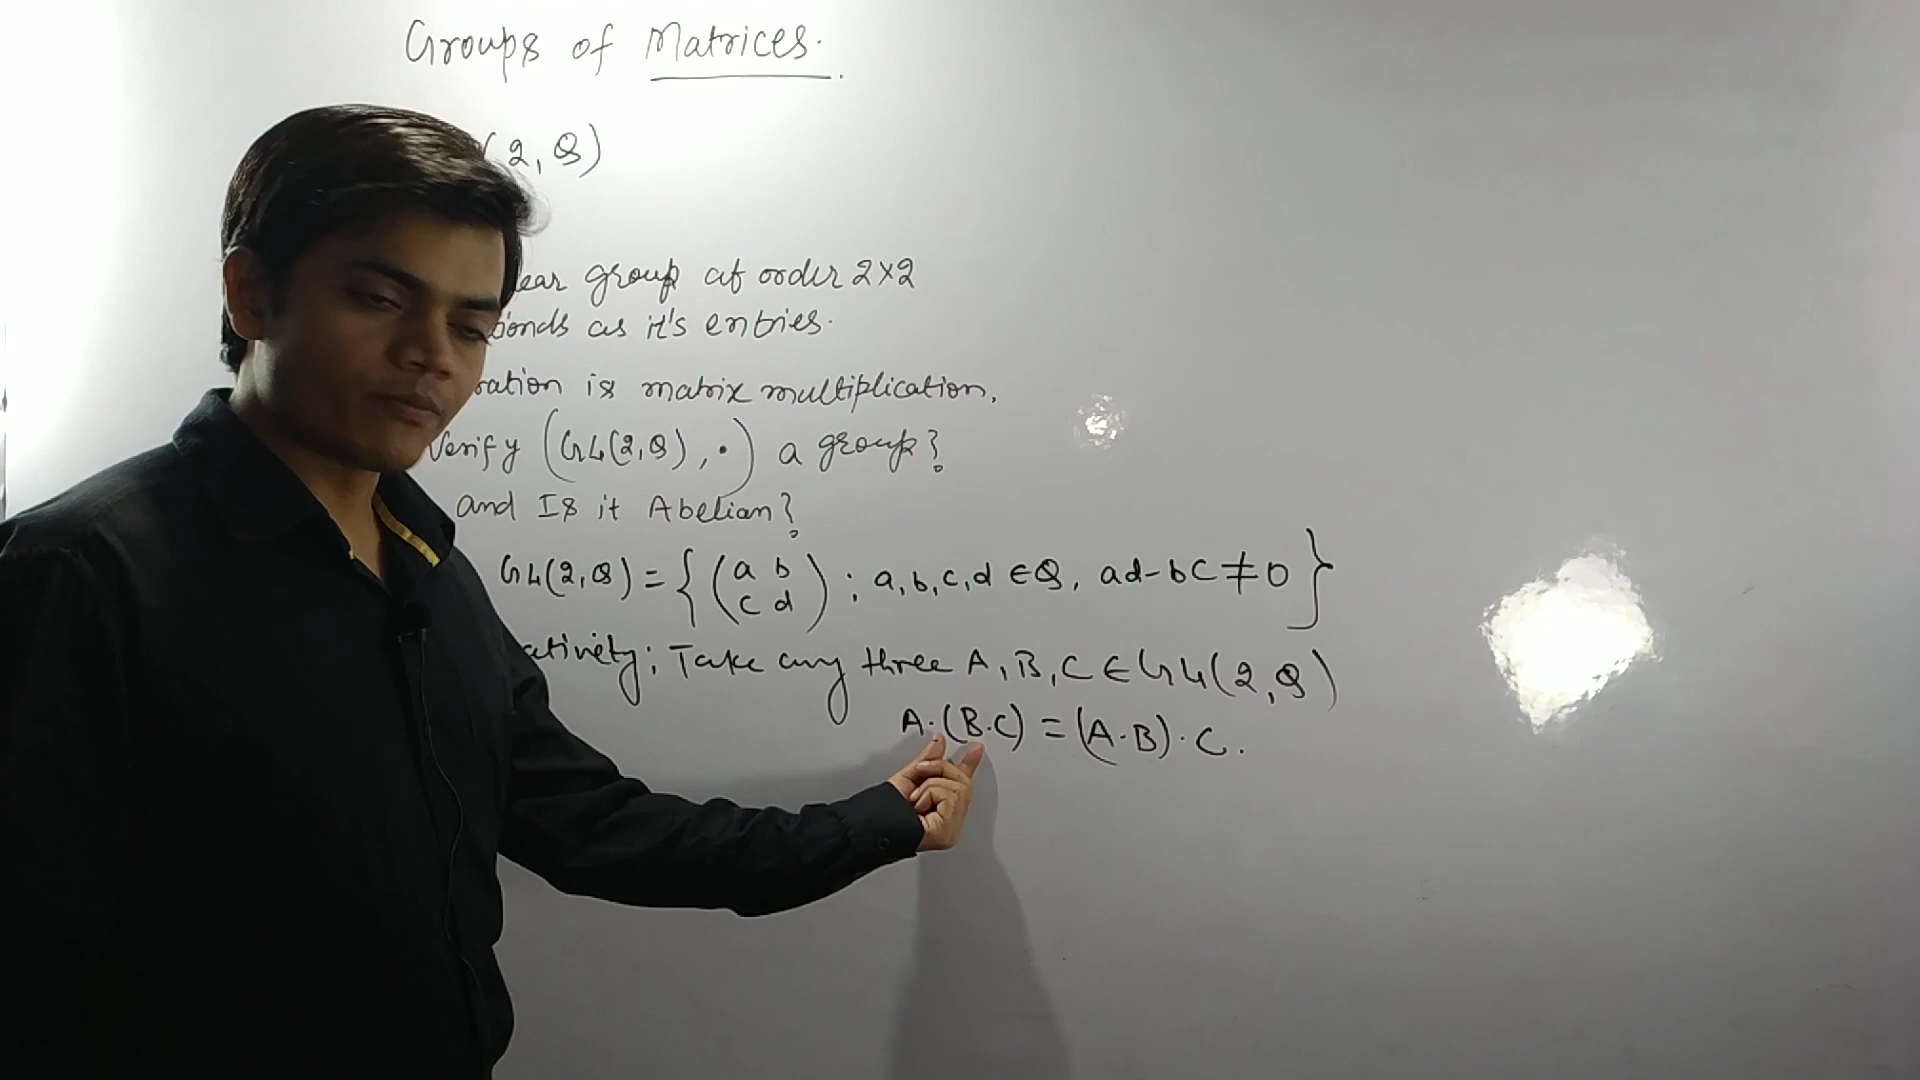 Groups of Matrices.
(2, Q)
group of order 2×2
as it's entries.
is matrix multiplication.
Verify (GL(2,Q), •) a group?
and Is it Abelian?
GL(2,Q) = { (a b
c d) ; a,b,c,d ∈ Q, ad-bc ≠ 0 }
; Take any three A, B, C ∈ GL(2,Q)
A·(B·C) = (A·B)·C.